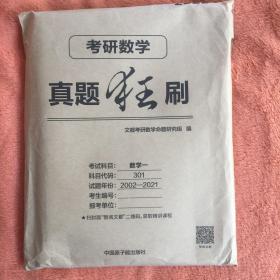 考研数学
真题狂刷
文都考研数学命题研究组 编
考试科目： 数学一
科目代码： 301
试题年份： 2002—2021
考生编号：
报考单位：
中国原子能出版社